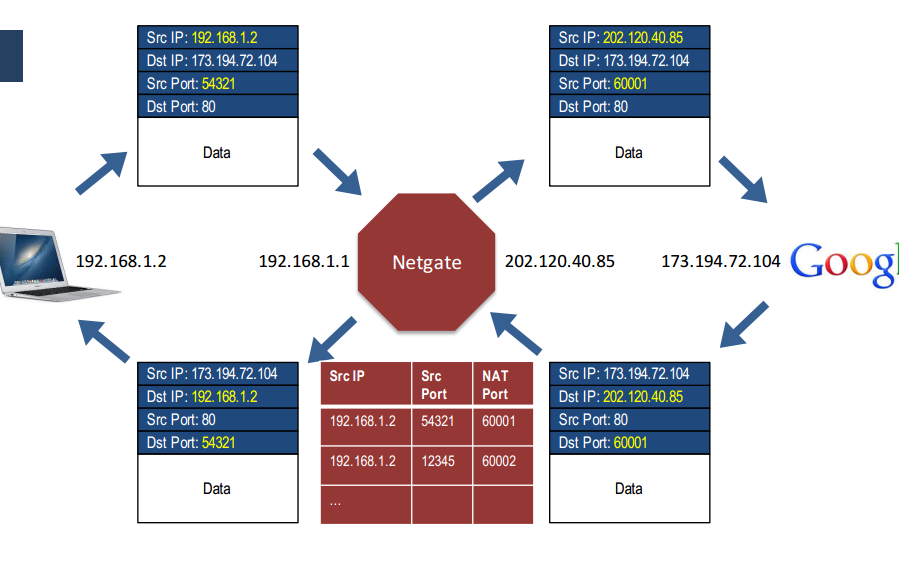 Src IP: 192.168.1.2
Dst IP: 173.194.72.104
Src Port: 54321
Dst Port: 80
Data
Src IP: 202.120.40.85
Dst IP: 173.194.72.104
Src Port: 60001
Dst Port: 80
Data
192.168.1.2
192.168.1.1
Netgate
202.120.40.85
173.194.72.104
Googl
Src IP: 173.194.72.104
Dst IP: 192.168.1.2
Src Port: 80
Dst Port: 54321
Data
Src IP Src Port NAT Port
192.168.1.2 54321 60001
192.168.1.2 12345 60002
...
Src IP: 173.194.72.104
Dst IP: 202.120.40.85
Src Port: 80
Dst Port: 60001
Data